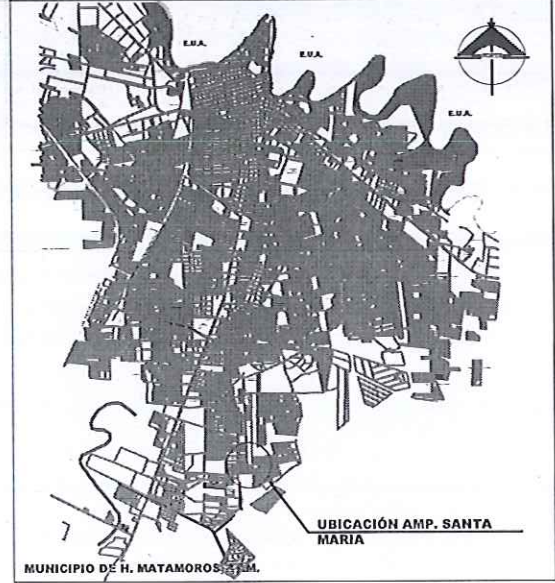 E.U.A.
E.U.A.
E.U.A.
UBICACIÓN AMP. SANTA
MARIA
MUNICIPIO DE H. MATAMOROS,